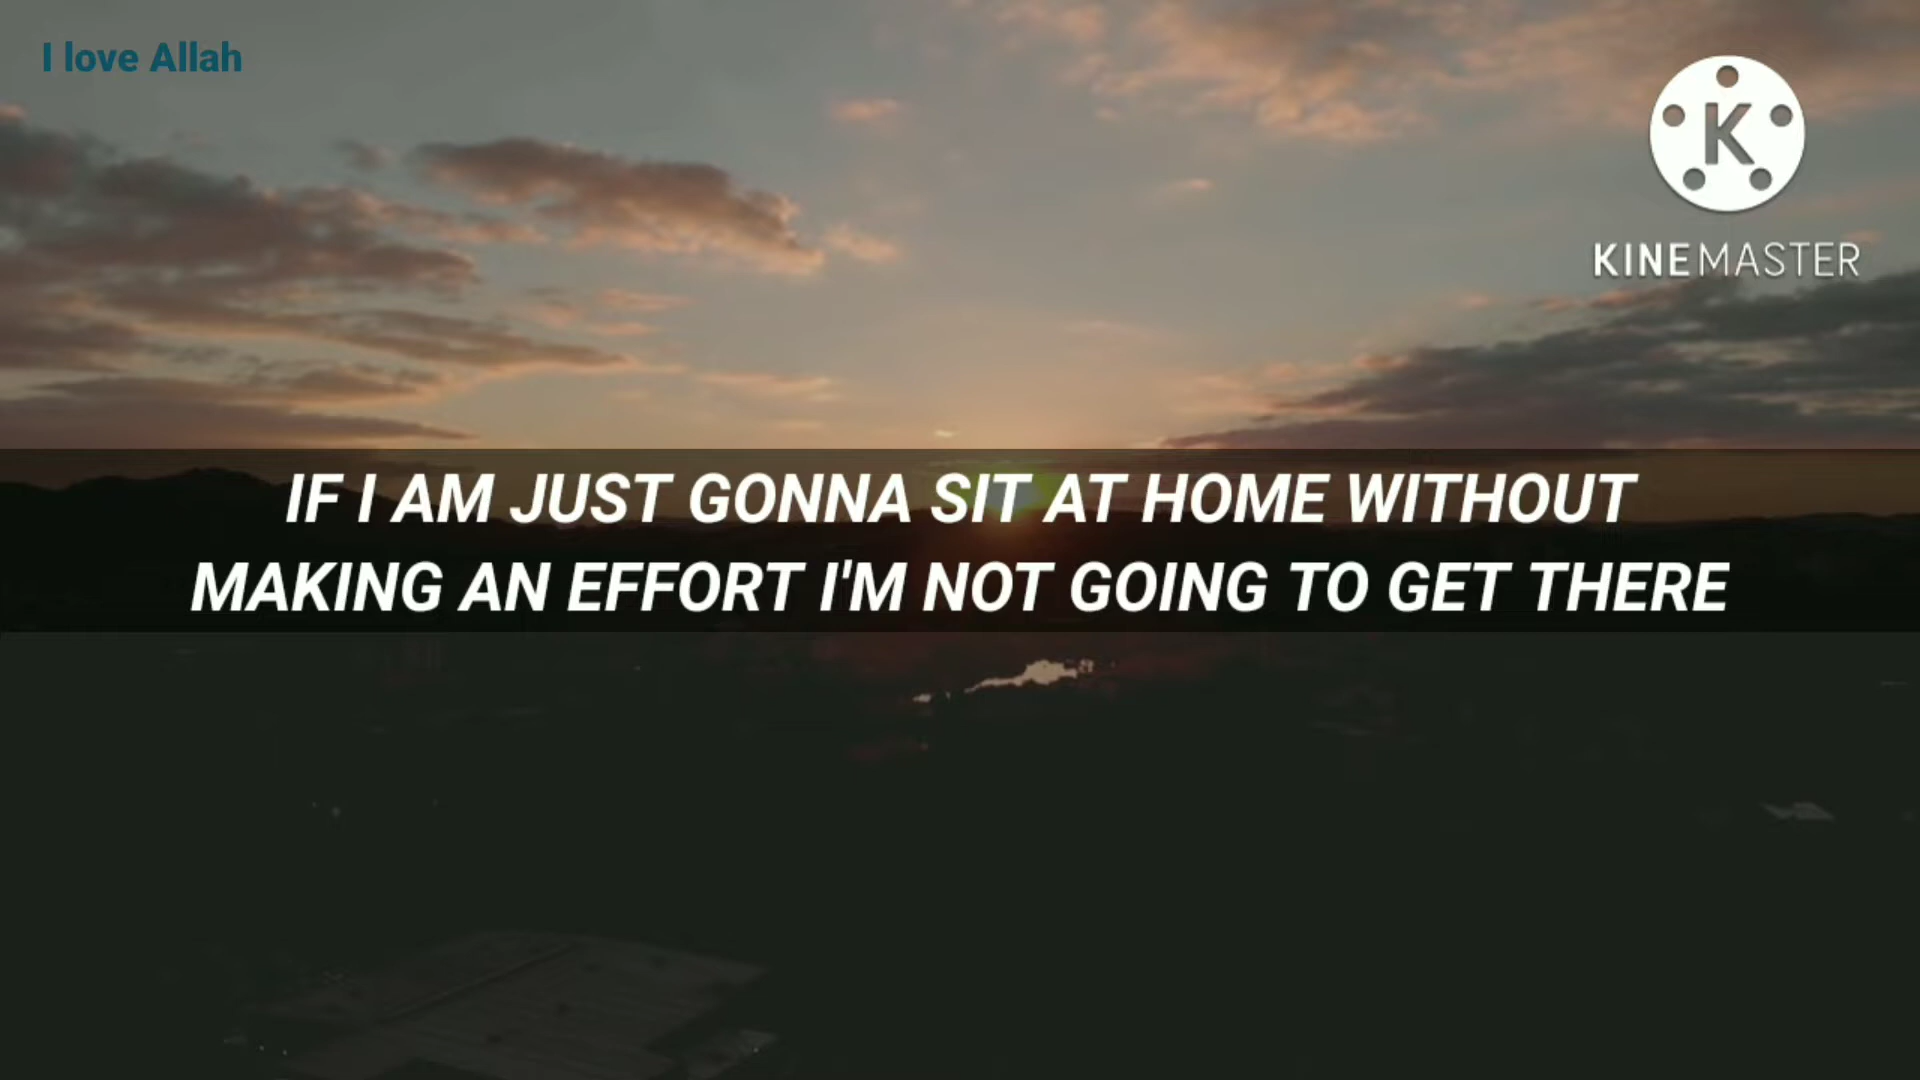 I love Allah
K
KINEMASTER
IF I AM JUST GONNA SIT AT HOME WITHOUT
MAKING AN EFFORT I'M NOT GOING TO GET THERE